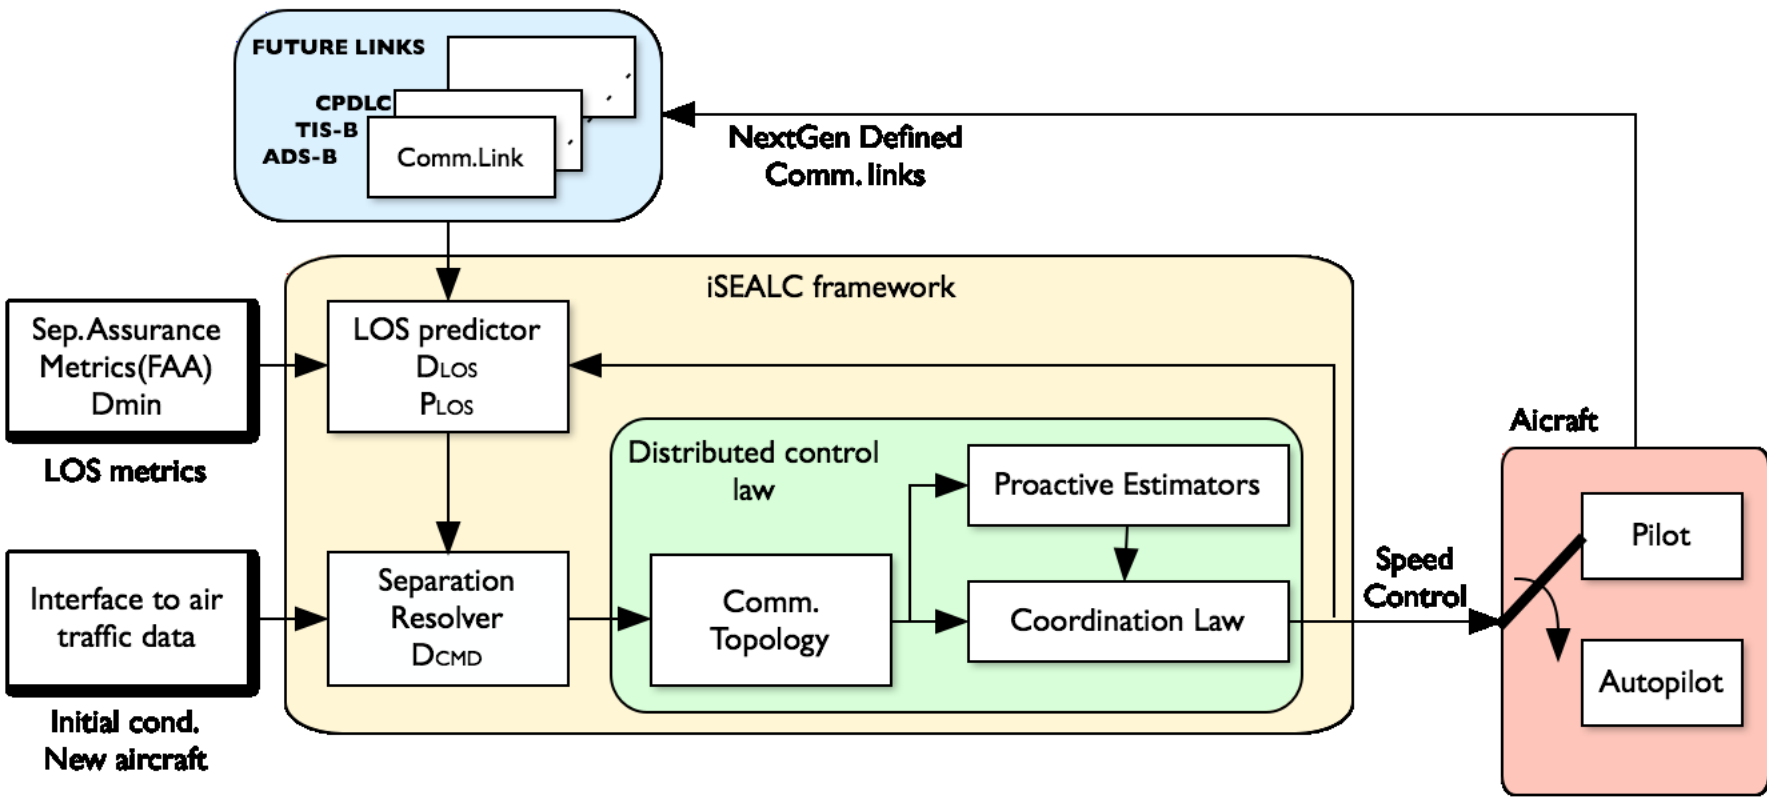 FUTURE LINKS
CPDLC
TIS-B
ADS-B
Comm.Link
NextGen Defined
Comm. links
iSEALC framework
Sep.Assurance
Metrics(FAA)
Dmin
LOS metrics
LOS predictor
DLOS
PLOS
Distributed control
law
Proactive Estimators
Interface to air
traffic data
Initial cond.
New aircraft
Separation
Resolver
DCMD
Comm.
Topology
Coordination Law
Speed
Control
Aicraft
Pilot
Autopilot